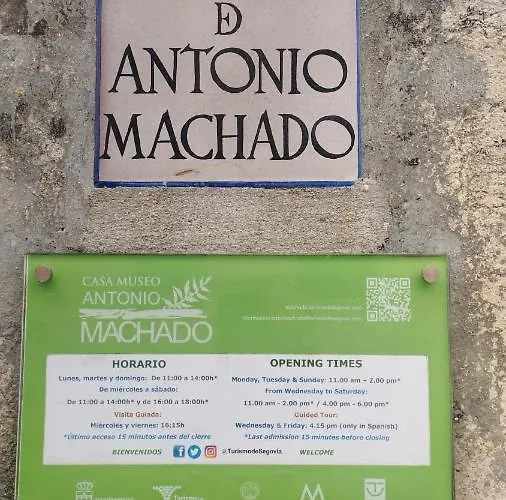 DE
ANTONIO
MACHADO
CASA MUSEO
ANTONIO
MACHADO
HORARIO
Lunes, martes y domingo: De 11:00 a 14:00h*
De miércoles a sábado:
De 11:00 a 14:00h* y de 16:00 a 18:00h*
Visita Guiada:
Miércoles y viernes: 16:15h
*Último acceso 15 minutos antes del cierre
BIENVENIDOS
OPENING TIMES
Monday, Tuesday & Sunday: 11.00 am – 2.00 pm*
From Wednesday to Saturday:
11.00 am - 2.00 pm* / 4.00 pm - 6.00 pm*
Guided Tour:
Wednesday & Friday: 4.15 pm (only in Spanish)
*Last admission 15 minutes before closing
@TurismodeSegovia
WELCOME